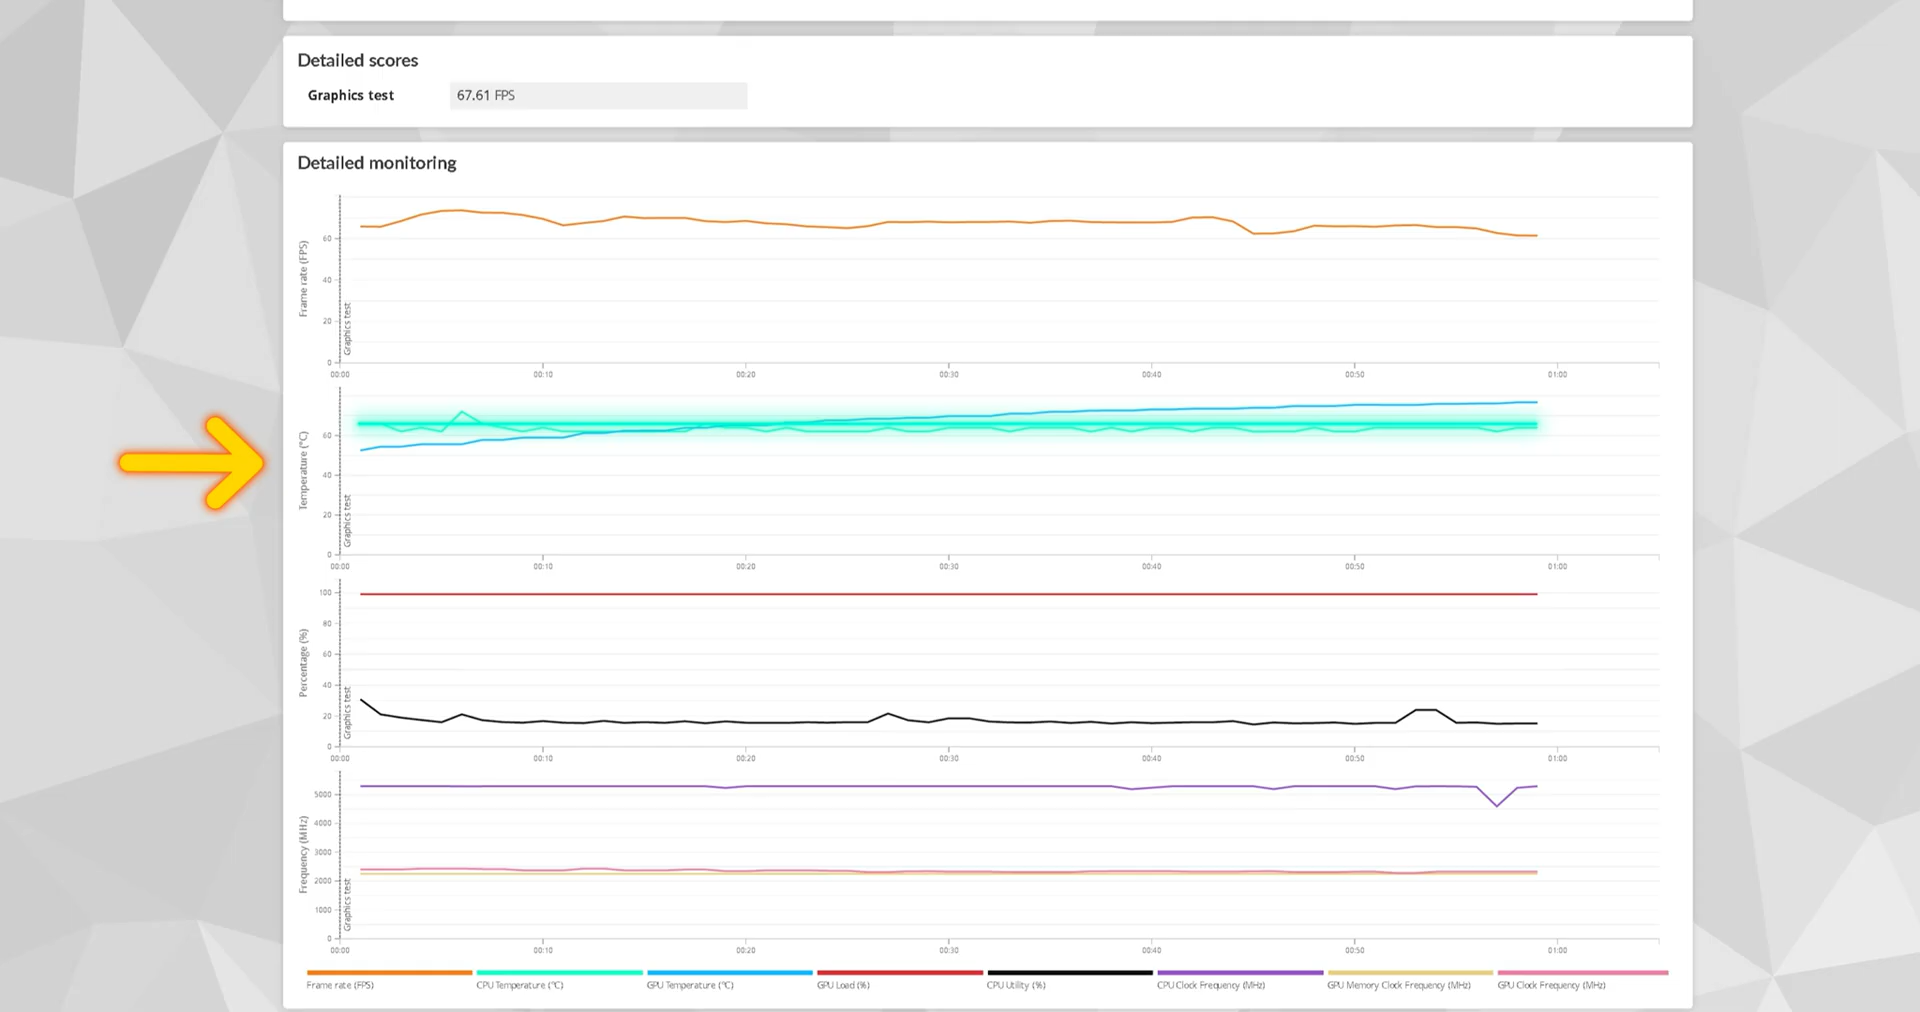 Detailed scores
Graphics test 67.61 FPS
Detailed monitoring
Frame rate (FPS)
60
40
20
0
Graphics test
00:00 00:10 00:20 00:30 00:40 00:50 01:00
Temperature (°C)
60
40
20
0
Graphics test
00:00 00:10 00:20 00:30 00:40 00:50 01:00
Percentage (%)
100
80
60
40
20
0
Graphics test
00:00 00:10 00:20 00:30 00:40 00:50 01:00
Frequency (MHz)
5000
4000
3000
2000
1000
0
Graphics test
00:00 00:10 00:20 00:30 00:40 00:50 01:00
Frame rate (FPS) CPU Temperature (°C) GPU Temperature (°C) GPU Load (%) CPU Utility (%) CPU Clock Frequency (MHz) GPU Memory Clock Frequency (MHz) GPU Clock Frequency (MHz)